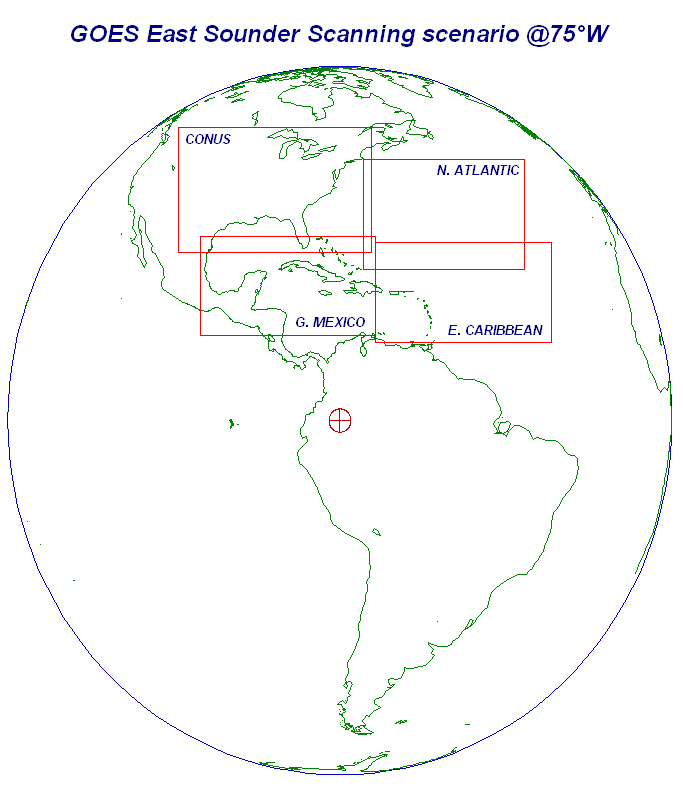 GOES East Sounder Scanning scenario @75°W
CONUS
N. ATLANTIC
G. MEXICO
E. CARIBBEAN